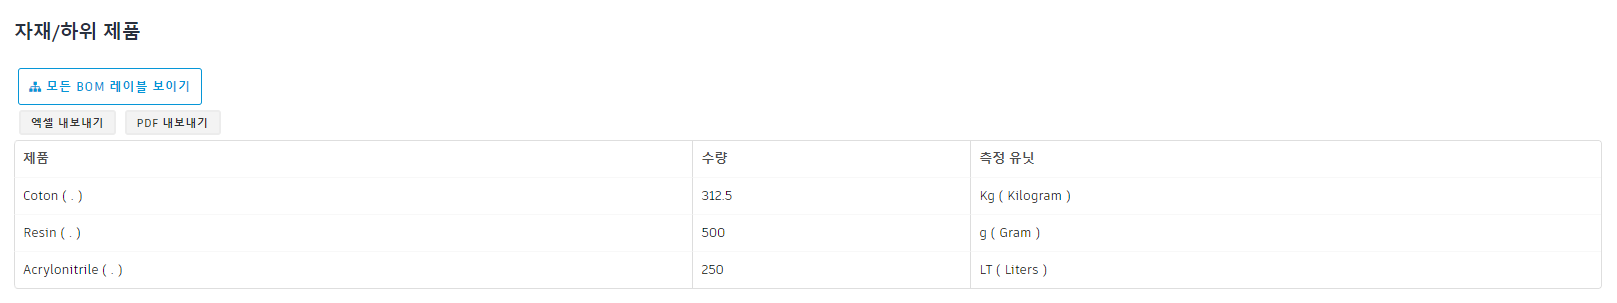 자재/하위 제품
모든 BOM 레이블 보이기
엑셀 내보내기 PDF 내보내기
제품 수량 측정 유닛
Coton ( . ) 312.5 Kg ( Kilogram )
Resin ( . ) 500 g ( Gram )
Acrylonitrile ( . ) 250 LT ( Liters )